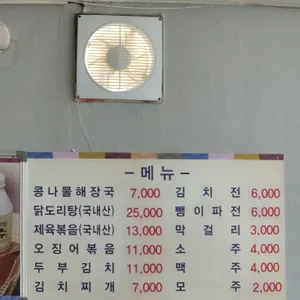 - 메뉴 -
콩나물해장국 7,000 김치전 6,000
닭도리탕(국내산) 25,000 빵이파전 6,000
제육볶음(국내산) 13,000 막걸리 3,000
오징어볶음 11,000 소주 4,000
두부김치 11,000 맥주 4,000
김치찌개 7,000 모주 2,000